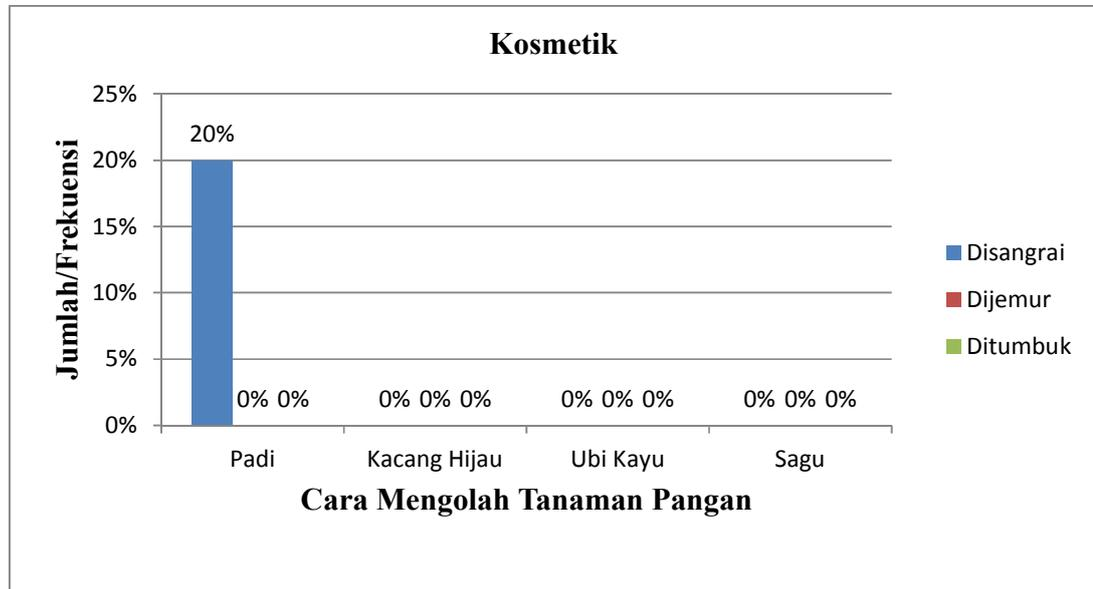 Kosmetik
Jumlah/Frekuensi
25%
20%
15%
10%
5%
0%
20%
0% 0%
0% 0% 0%
0% 0% 0%
0% 0% 0%
Padi
Kacang Hijau
Ubi Kayu
Sagu
Cara Mengolah Tanaman Pangan
Disangrai
Dijemur
Ditumbuk